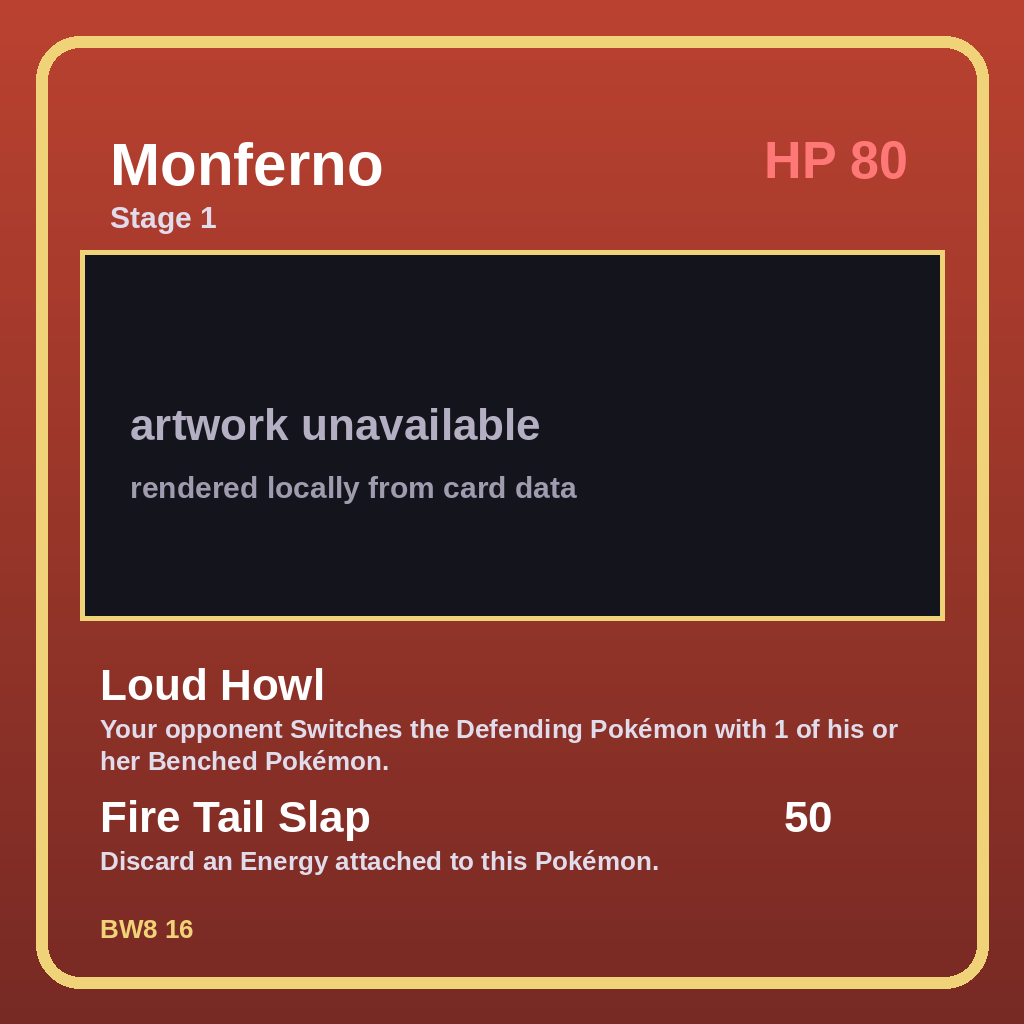 Monferno
HP 80
Stage 1
artwork unavailable
rendered locally from card data
Loud Howl
Your opponent Switches the Defending Pokémon with 1 of his or
her Benched Pokémon.
Fire Tail Slap 50
Discard an Energy attached to this Pokémon.
BW8 16